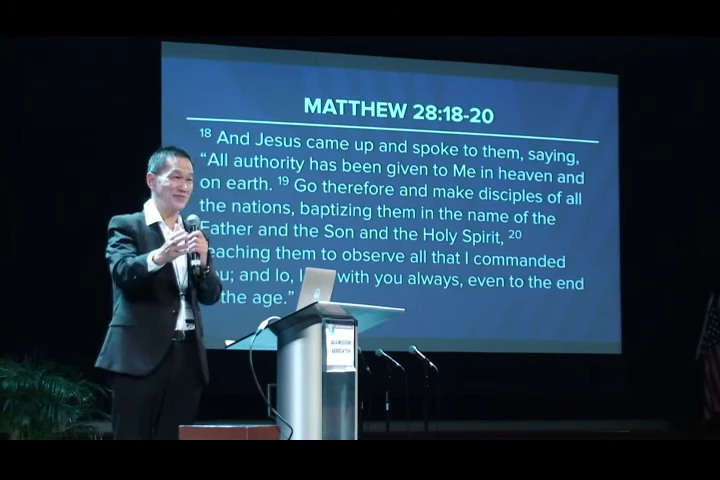 MATTHEW 28:18-20
18 And Jesus came up and spoke to them, saying,
“All authority has been given to Me in heaven and
on earth. 19 Go therefore and make disciples of all
the nations, baptizing them in the name of the
Father and the Son and the Holy Spirit, 20
teaching them to observe all that I commanded
you; and lo, I with you always, even to the end
the age.”
ASSOCIATION